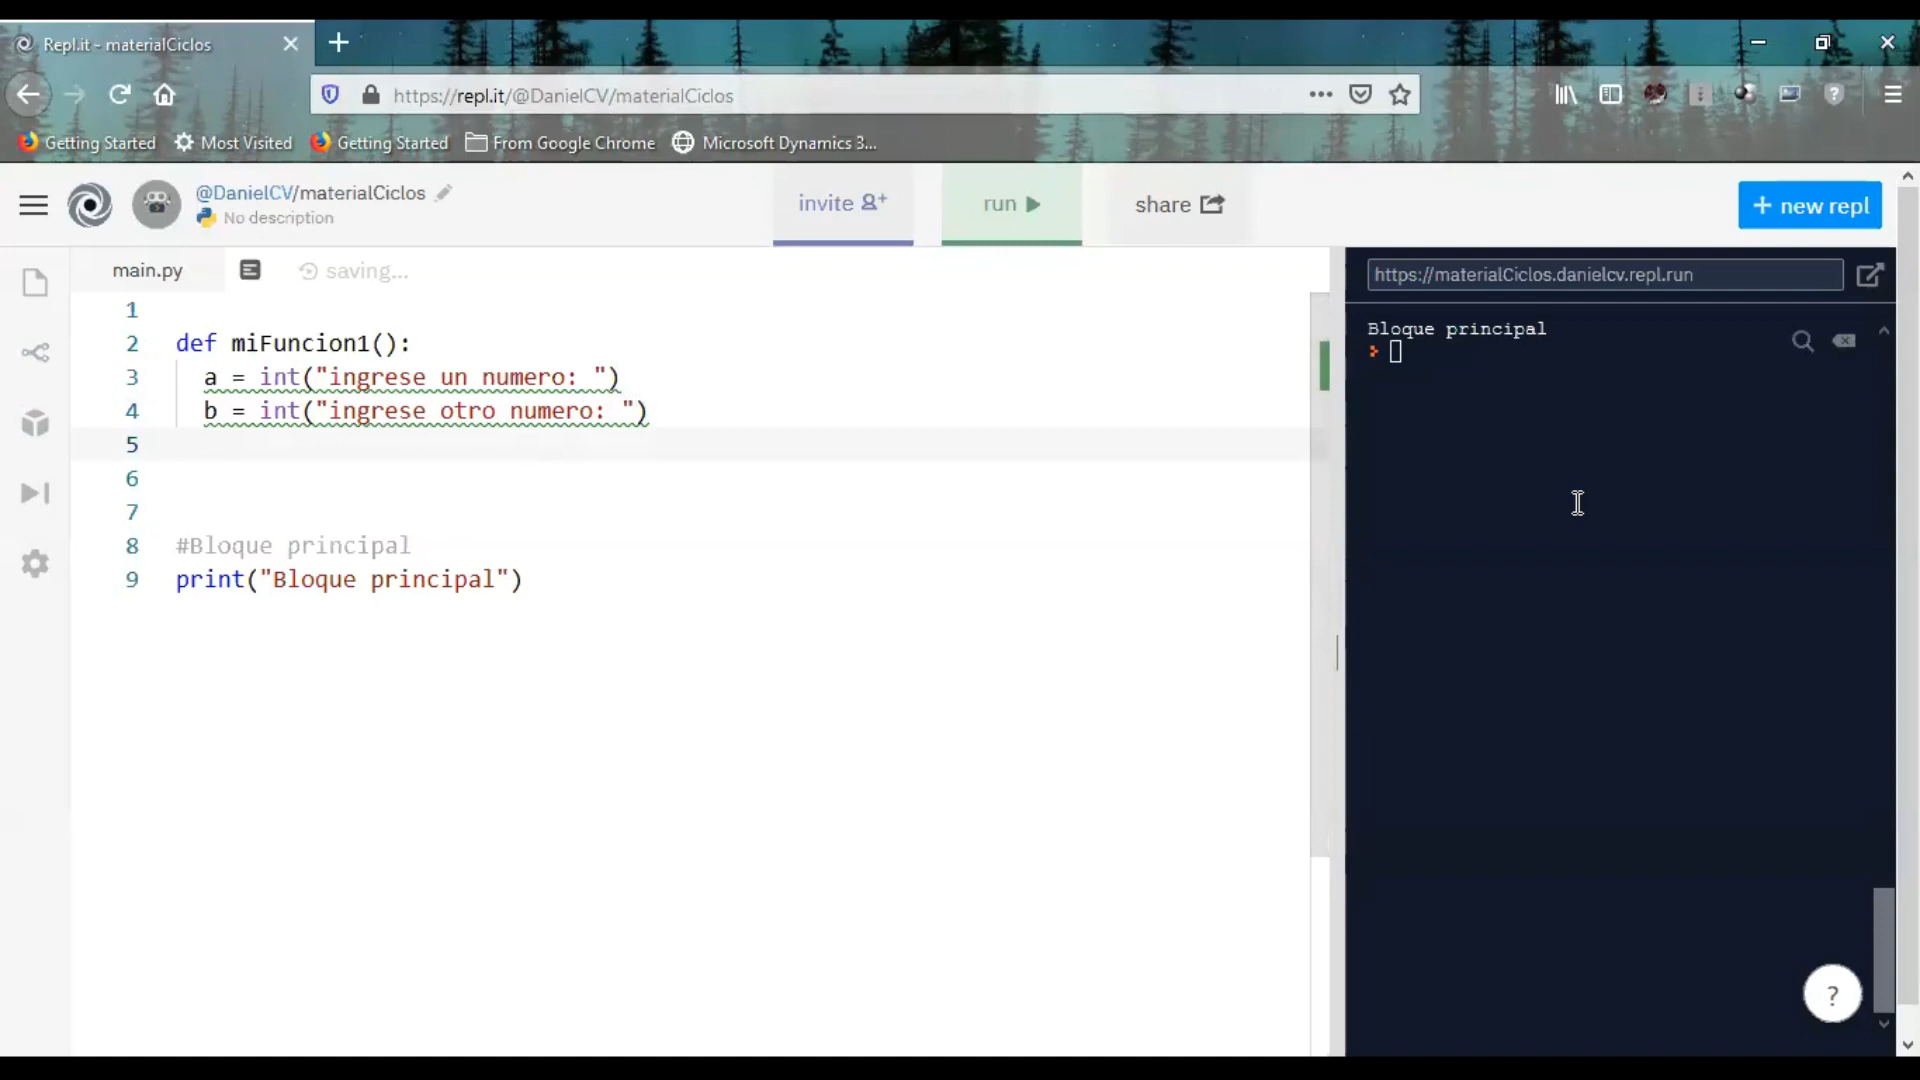 Repl.it - materialCiclos
https://repl.it/@DanielCV/materialCiclos
Getting Started
Most Visited
Getting Started
From Google Chrome
Microsoft Dynamics 3...
@DanielCV/materialCiclos
No description
invite
run
share
+ new repl
main.py
saving...
https://materialCiclos.danielcv.repl.run
1
2 def miFuncion1():
3 a = int("ingrese un numero: ")
4 b = int("ingrese otro numero: ")
5
6
7
8 #Bloque principal
9 print("Bloque principal")
Bloque principal
?